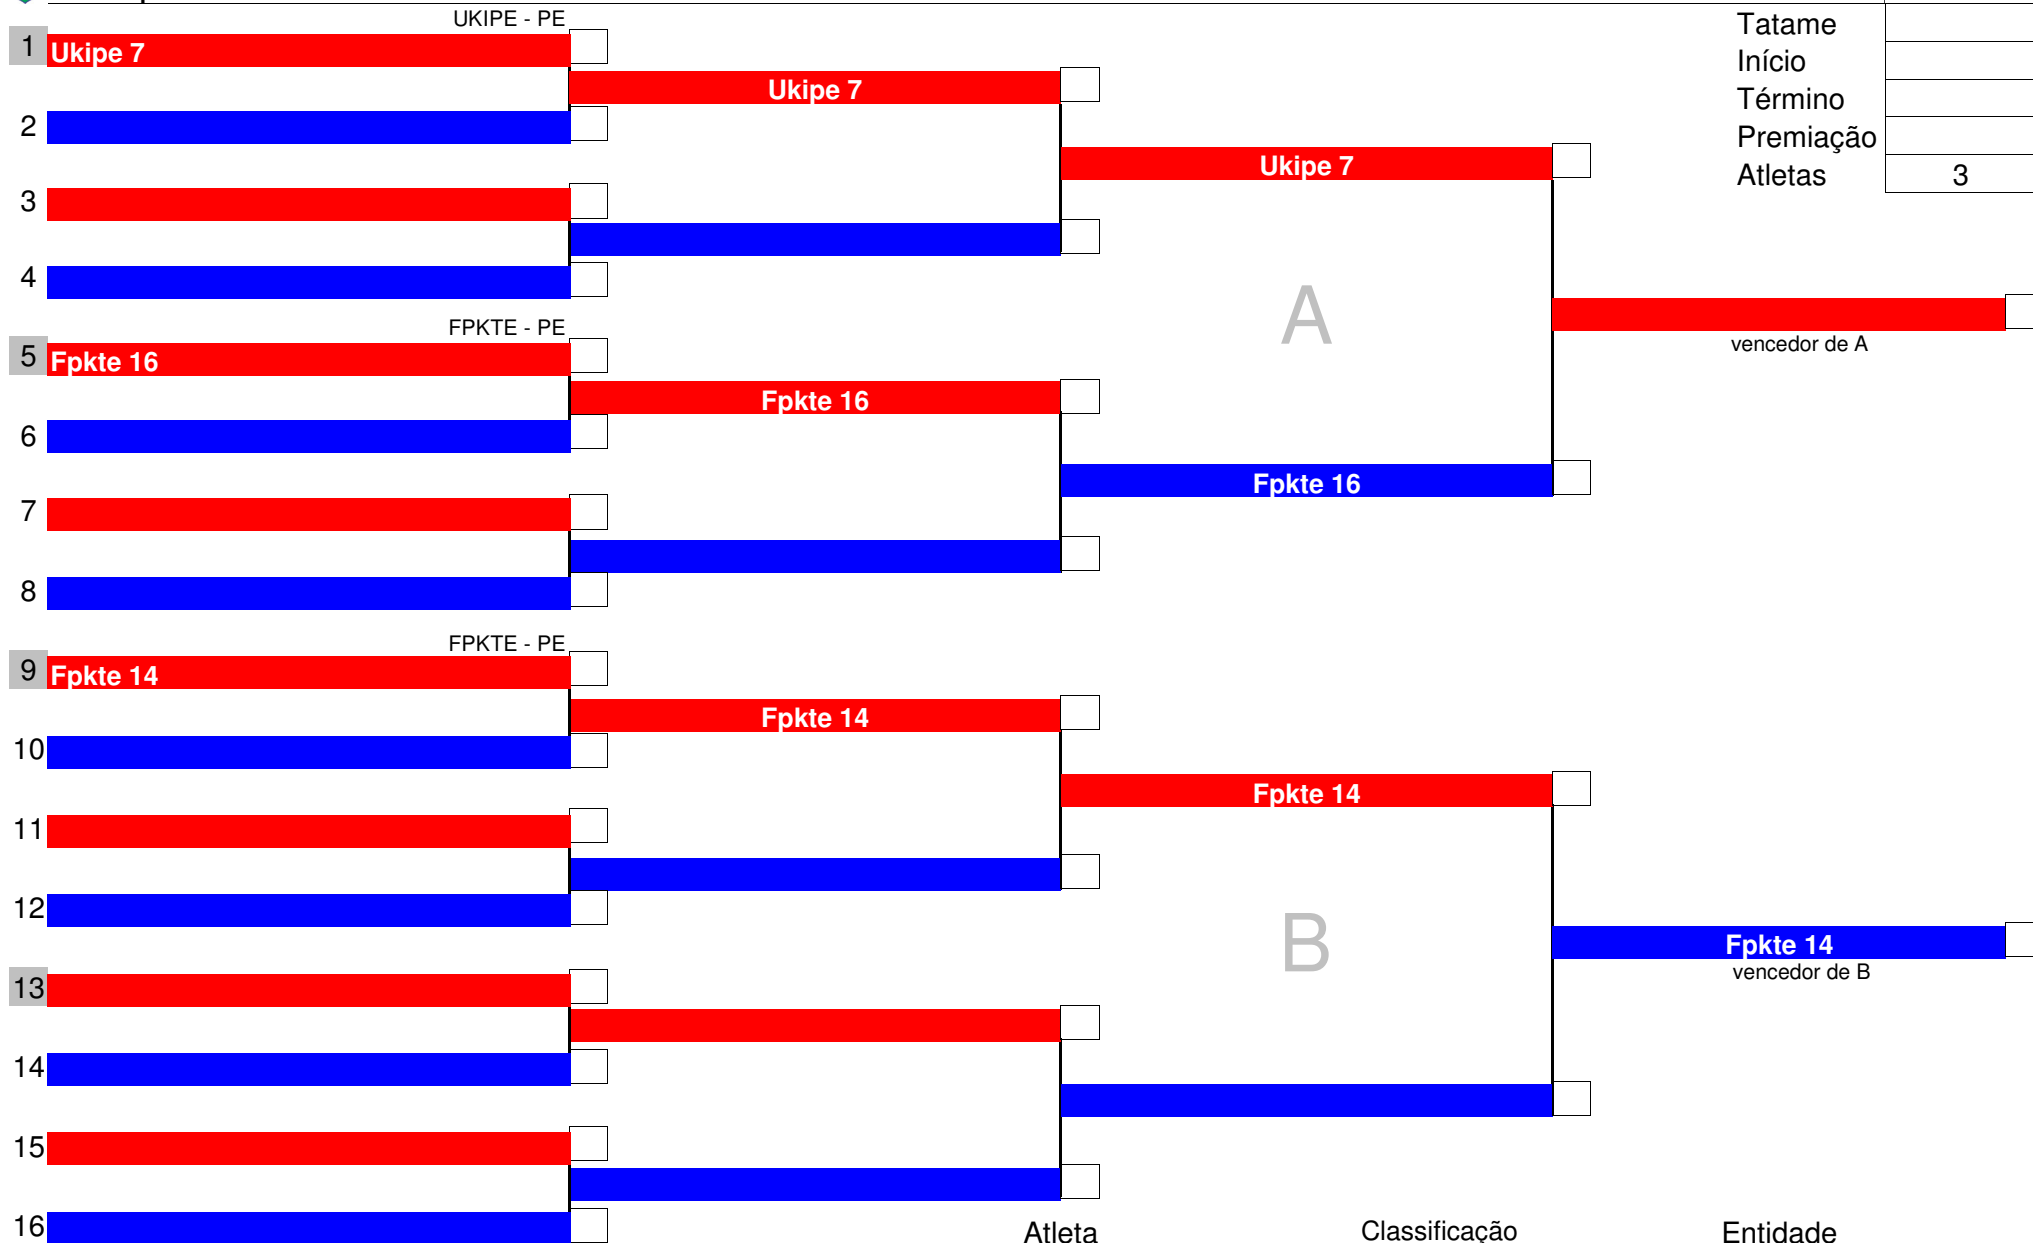 UKIPE - PE
Tatame
1 Ukipe 7
Início
Ukipe 7
Término
2
Premiação
Ukipe 7
Atletas 3
3
4
A
FPKTE - PE
vencedor de A
5 Fpkte 16
Fpkte 16
6
Fpkte 16
7
8
FPKTE - PE
9 Fpkte 14
Fpkte 14
10
Fpkte 14
11
12
B
Fpkte 14
vencedor de B
13
14
15
16
Atleta Classificação Entidade